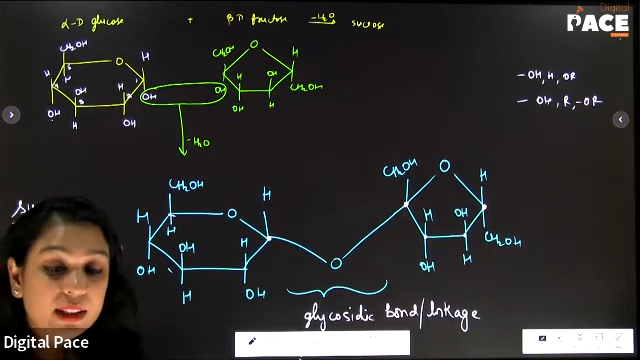 α-D glucose + βD fructose -H₂O sucrose
Digital
PACE
CH₂OH
O
H
H
H
OH
H
OH
OH
H
OH
CH₂OH
O
H
OH
H
OH
OH
H
CH₂OH
-OH, H, OR
- OH, R, -OR
-H₂O
CH₂OH
O
H
H
H
OH
OH
H
H
OH
O
CH₂OH
O
H
H
OH
OH
H
CH₂OH
glycosidic bond/linkage
Digital Pace